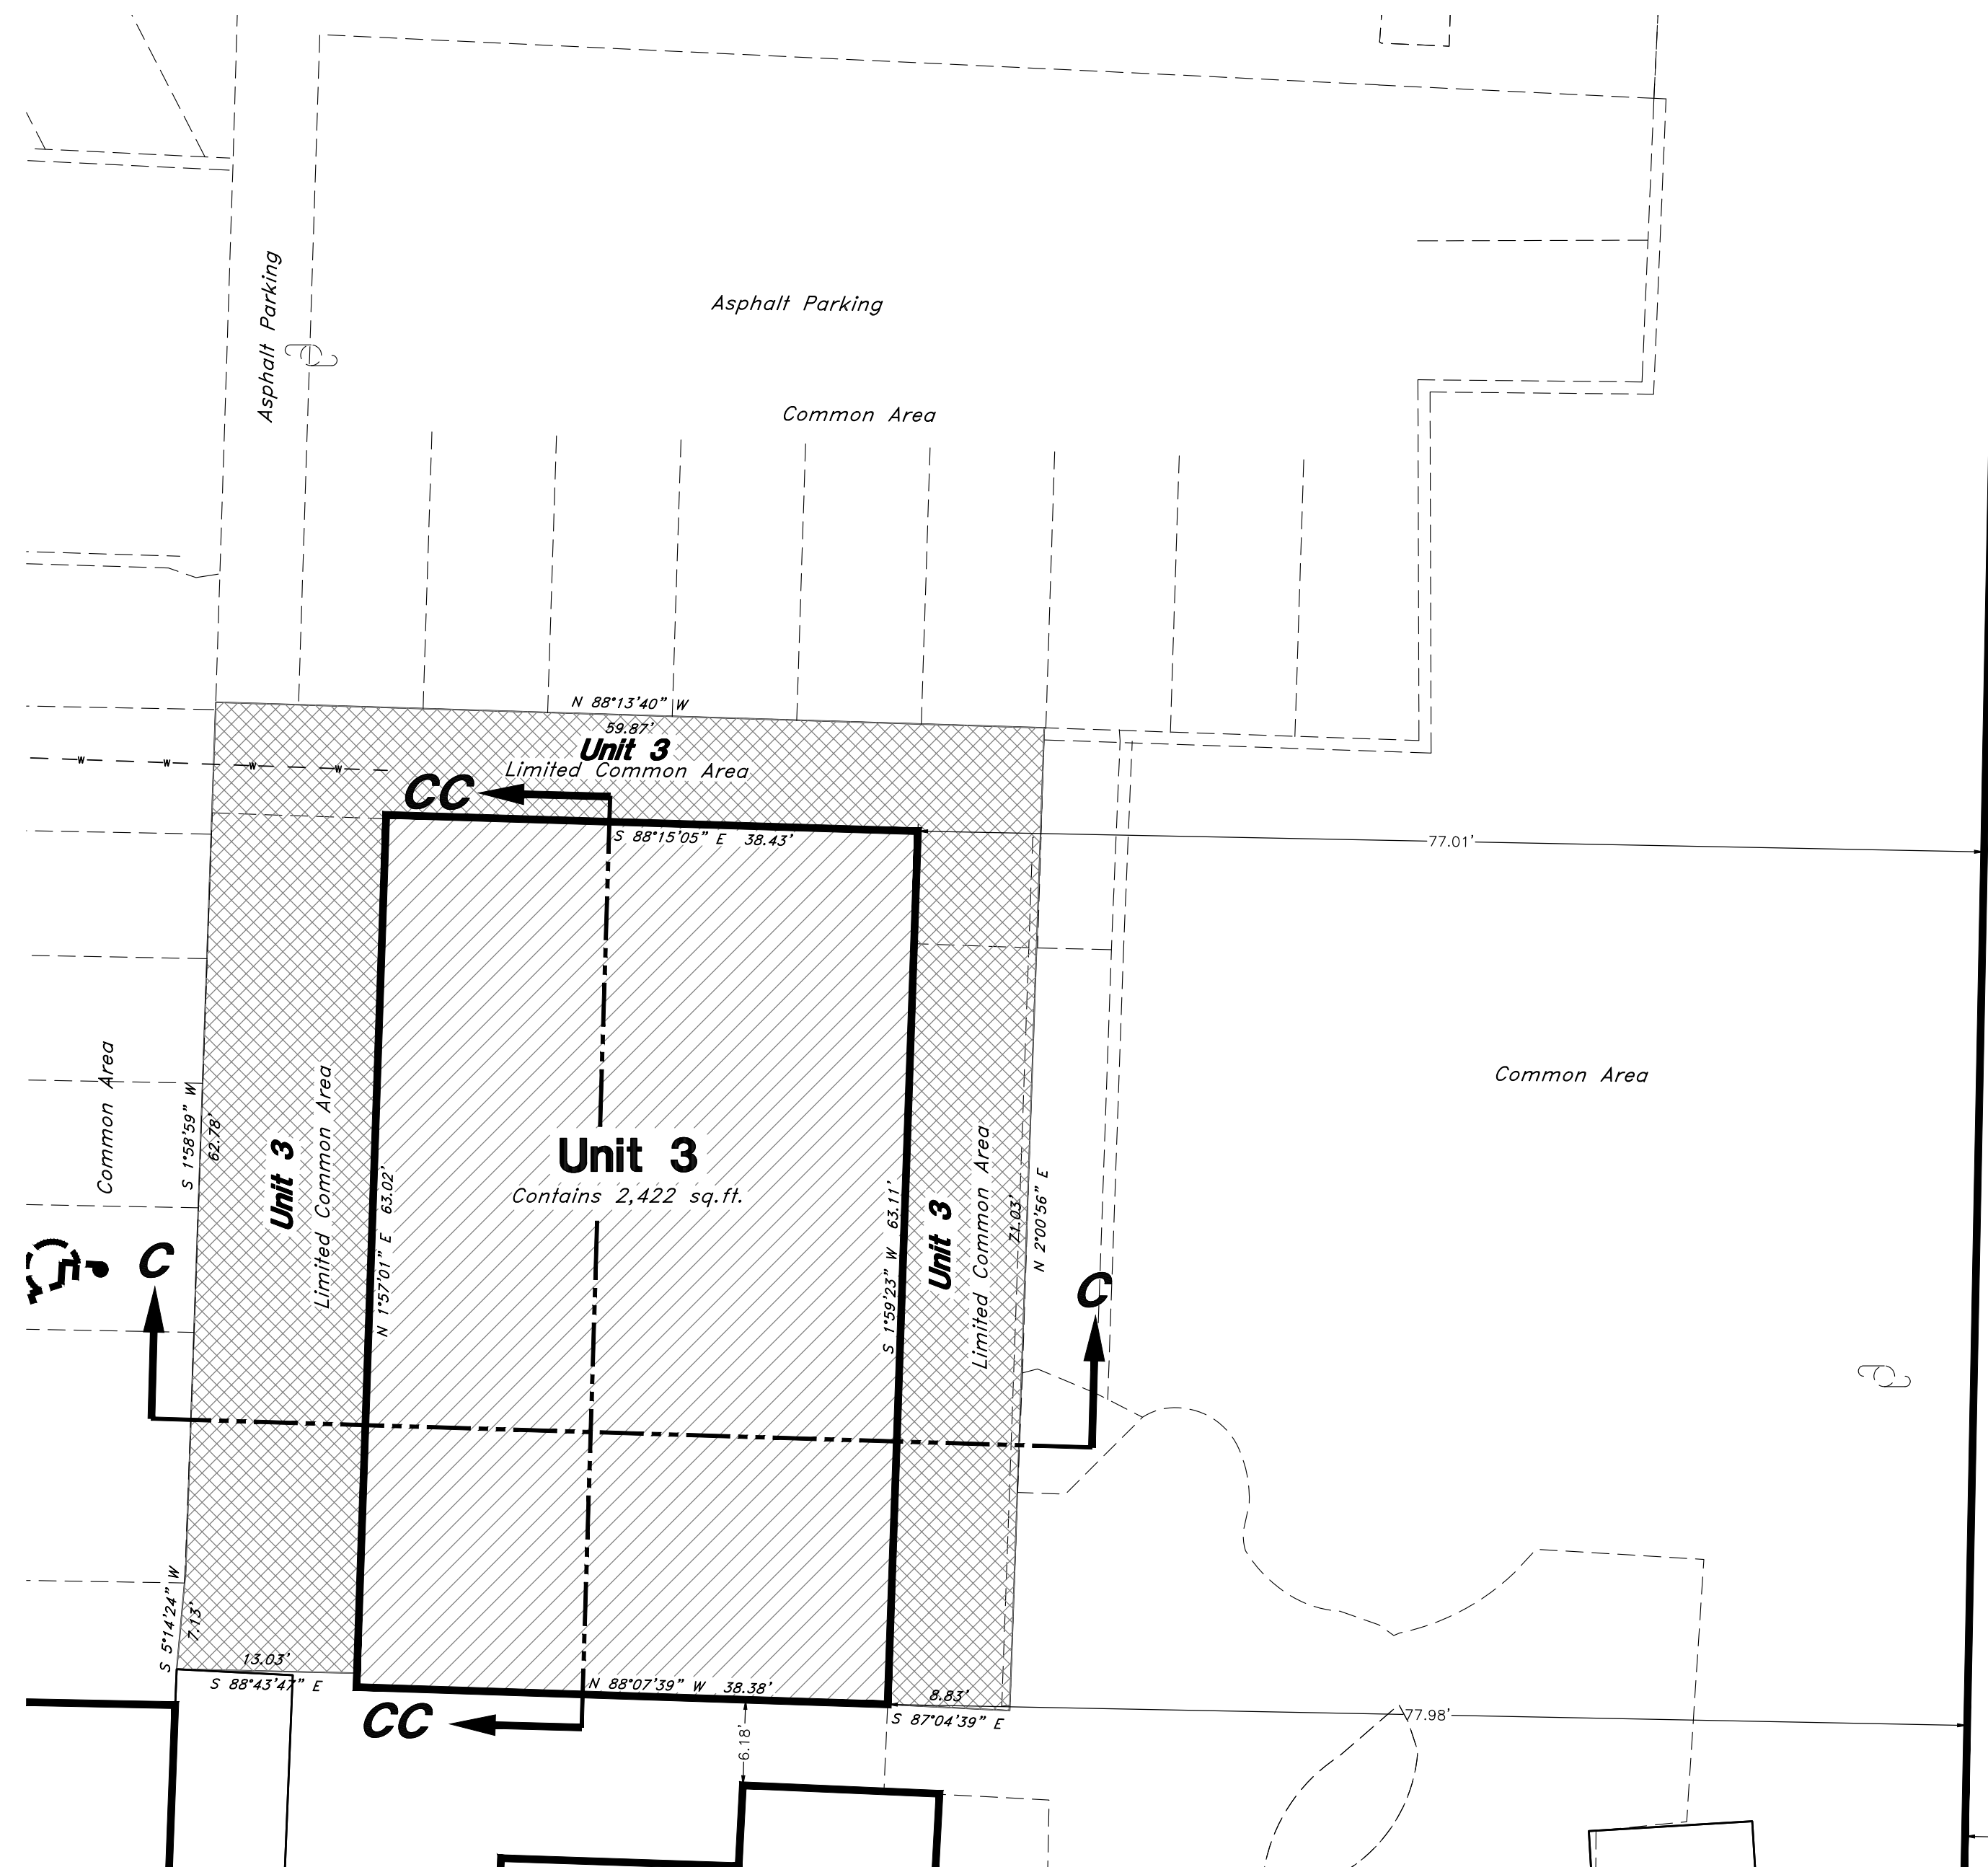 Asphalt Parking
Asphalt Parking
Common Area
N 88°13'40" W
59.87'
Unit 3
Limited Common Area
W W W W
CC
S 88°15'05" E 38.43'
77.01'
Common Area
Common Area
S 1°58'59" W
62.78'
Unit 3
Limited Common Area
N 1°57'01" E 63.02'
Unit 3
Contains 2,422 sq.ft.
S 1°59'23" W 63.11'
Unit 3
Limited Common Area
71.03'
N 2°00'56" E
C
C
S 5°14'24" W
7.13'
13.03'
S 88°43'47" E
N 88°07'39" W 38.38'
CC
8.83'
S 87°04'39" E
77.98'
6.18'